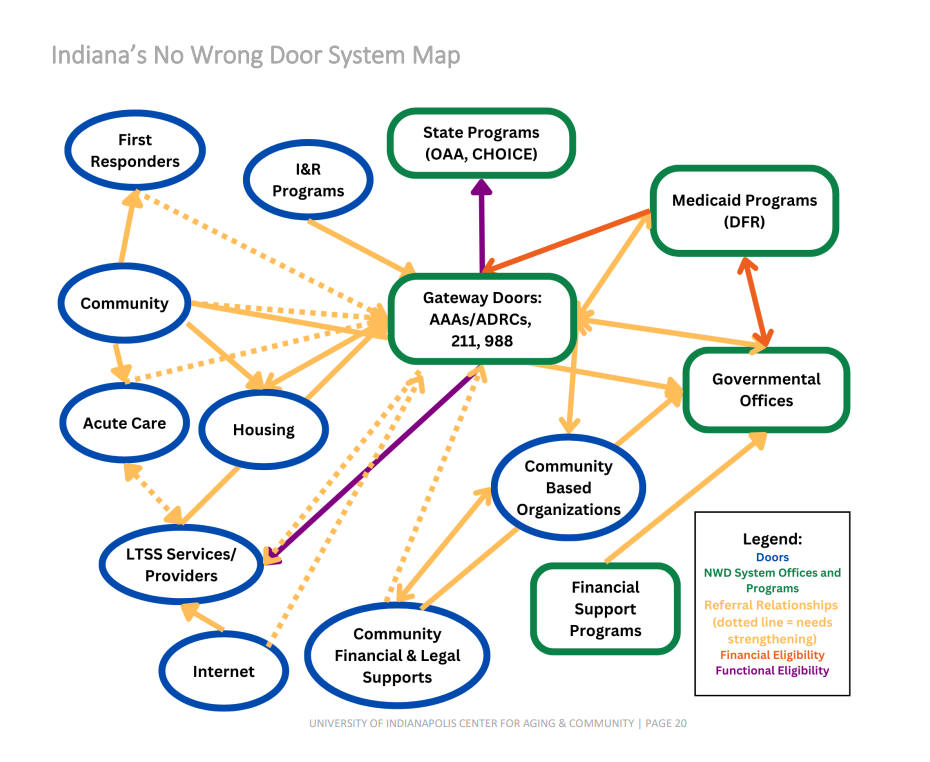 Indiana's No Wrong Door System Map
First
Responders
I&R
Programs
State Programs
(OAA, CHOICE)
Medicaid Programs
(DFR)
Community
Gateway Doors:
AAAs/ADRCs,
211, 988
Governmental
Offices
Acute Care
Housing
Community
Based
Organizations
LTSS Services/
Providers
Financial
Support
Programs
Community
Financial & Legal
Supports
Internet
Legend:
Doors
NWD System Offices and
Programs
Referral Relationships
(dotted line = needs
strengthening)
Financial Eligibility
Functional Eligibility
UNIVERSITY OF INDIANAPOLIS CENTER FOR AGING & COMMUNITY | PAGE 20